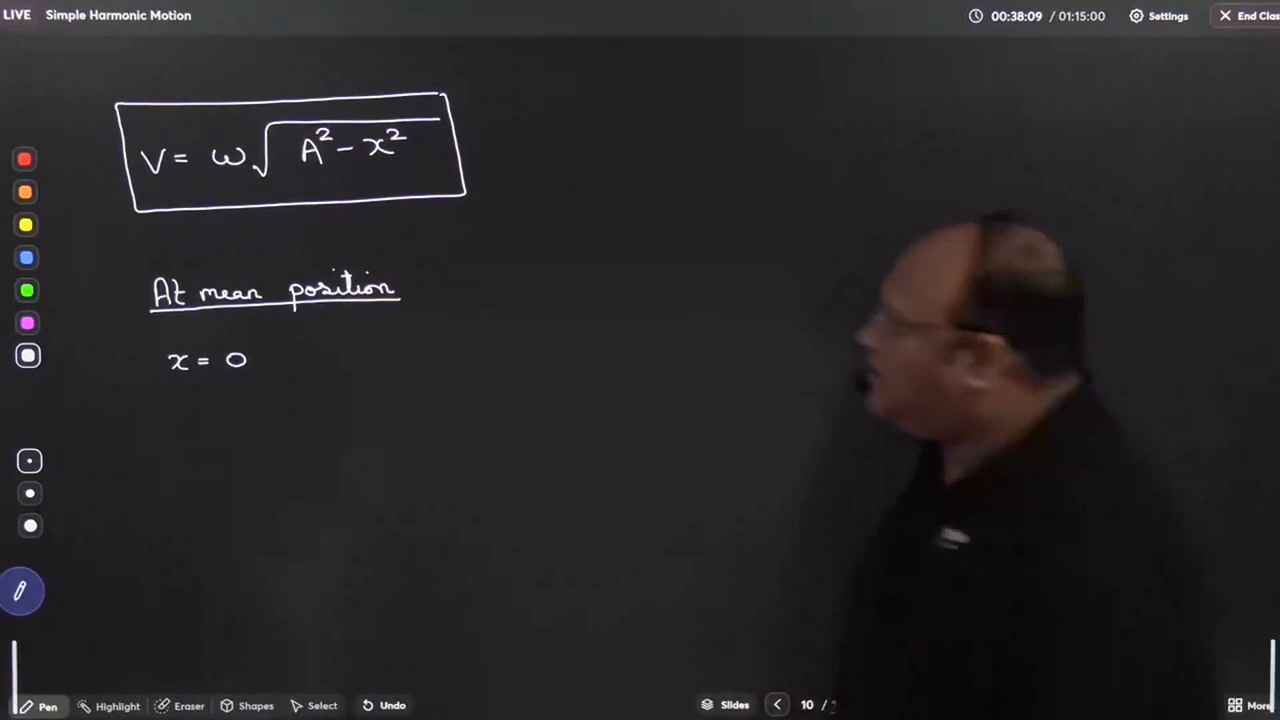 LIVE Simple Harmonic Motion 00:38:09 / 01:15:00 Settings End Clas
V = ω√(A² - x²)
At mean position
x = 0
Pen Highlight Eraser Shapes Select Undo Slides 10 / More